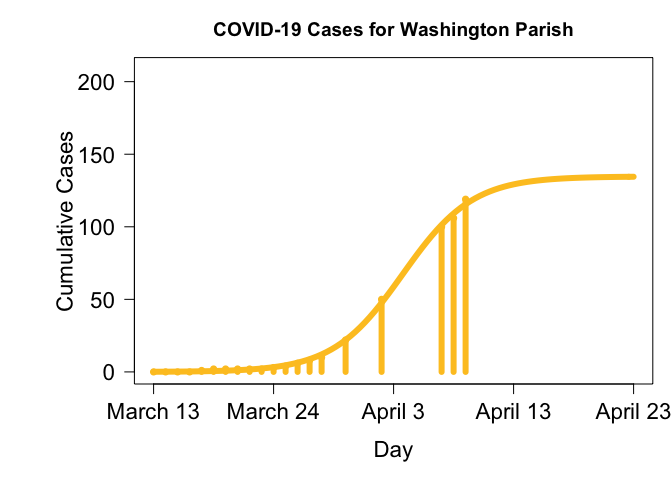 COVID-19 Cases for Washington Parish
Cumulative Cases
200
150
100
50
0
March 13 March 24 April 3 April 13 April 23
Day